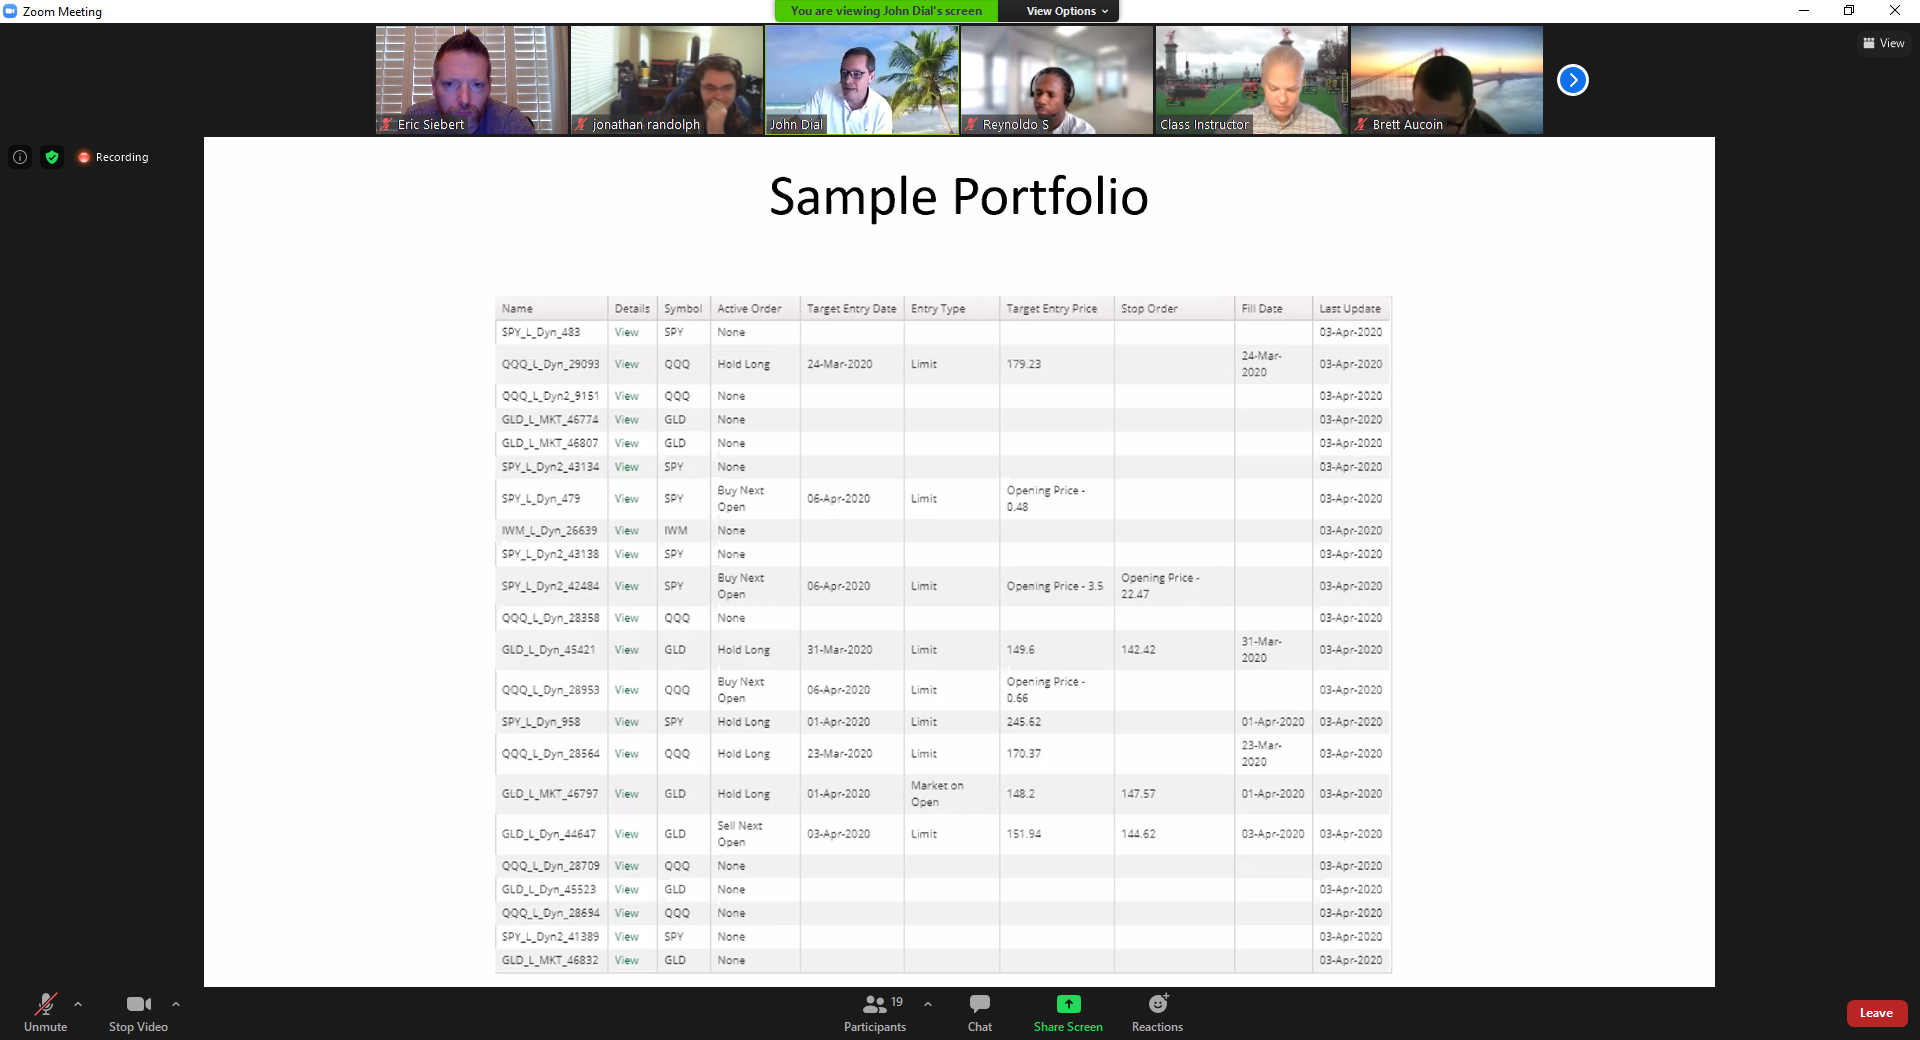 Zoom Meeting
You are viewing John Dial's screen
View Options
Eric Siebert
jonathan randolph
John Dial
Reynoldo S
Class Instructor
Brett Aucoin
View
Recording
Sample Portfolio
Name Details Symbol Active Order Target Entry Date Entry Type Target Entry Price Stop Order Fill Date Last Update
SPY_L_Dyn_483 View SPY None 03-Apr-2020
QQQ_L_Dyn_29093 View QQQ Hold Long 24-Mar-2020 Limit 179.23 24-Mar-2020 03-Apr-2020
QQQ_L_Dyn2_9151 View QQQ None 03-Apr-2020
GLD_L_MKT_46774 View GLD None 03-Apr-2020
GLD_L_MKT_46807 View GLD None 03-Apr-2020
SPY_L_Dyn2_43134 View SPY None 03-Apr-2020
SPY_L_Dyn_479 View SPY Buy Next Open 06-Apr-2020 Limit Opening Price - 0.48 03-Apr-2020
IWM_L_Dyn_26639 View IWM None 03-Apr-2020
SPY_L_Dyn2_43138 View SPY None 03-Apr-2020
SPY_L_Dyn2_42484 View SPY Buy Next Open 06-Apr-2020 Limit Opening Price - 3.5 Opening Price - 22.47 03-Apr-2020
QQQ_L_Dyn_28358 View QQQ None 03-Apr-2020
GLD_L_Dyn_45421 View GLD Hold Long 31-Mar-2020 Limit 149.6 142.42 31-Mar-2020 03-Apr-2020
QQQ_L_Dyn_28953 View QQQ Buy Next Open 06-Apr-2020 Limit Opening Price - 0.66 03-Apr-2020
SPY_L_Dyn_958 View SPY Hold Long 01-Apr-2020 Limit 245.62 01-Apr-2020 03-Apr-2020
QQQ_L_Dyn_28564 View QQQ Hold Long 23-Mar-2020 Limit 170.37 23-Mar-2020 03-Apr-2020
GLD_L_MKT_46797 View GLD Hold Long 01-Apr-2020 Market on Open 148.2 147.57 01-Apr-2020 03-Apr-2020
GLD_L_Dyn_44647 View GLD Sell Next Open 03-Apr-2020 Limit 151.94 144.62 03-Apr-2020 03-Apr-2020
QQQ_L_Dyn_28709 View QQQ None 03-Apr-2020
GLD_L_Dyn_45523 View GLD None 03-Apr-2020
QQQ_L_Dyn_28694 View QQQ None 03-Apr-2020
SPY_L_Dyn2_41389 View SPY None 03-Apr-2020
GLD_L_MKT_46832 View GLD None 03-Apr-2020
Unmute
Stop Video
19
Participants
Chat
Share Screen
Reactions
Leave